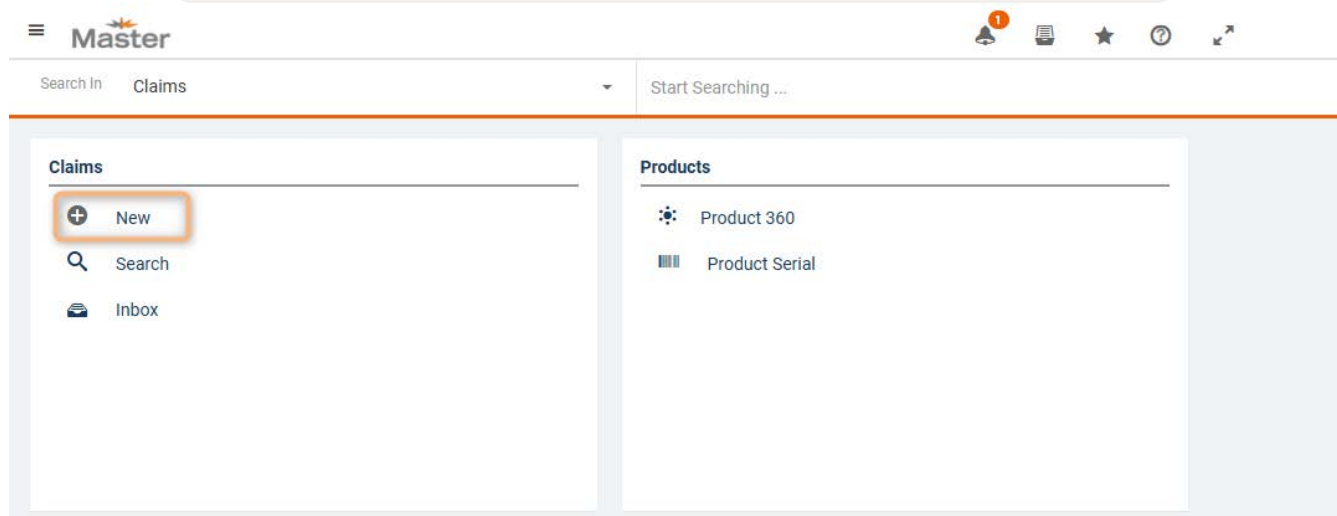 Master
1
Search In Claims
Start Searching ...
Claims
New
Search
Inbox
Products
Product 360
Product Serial